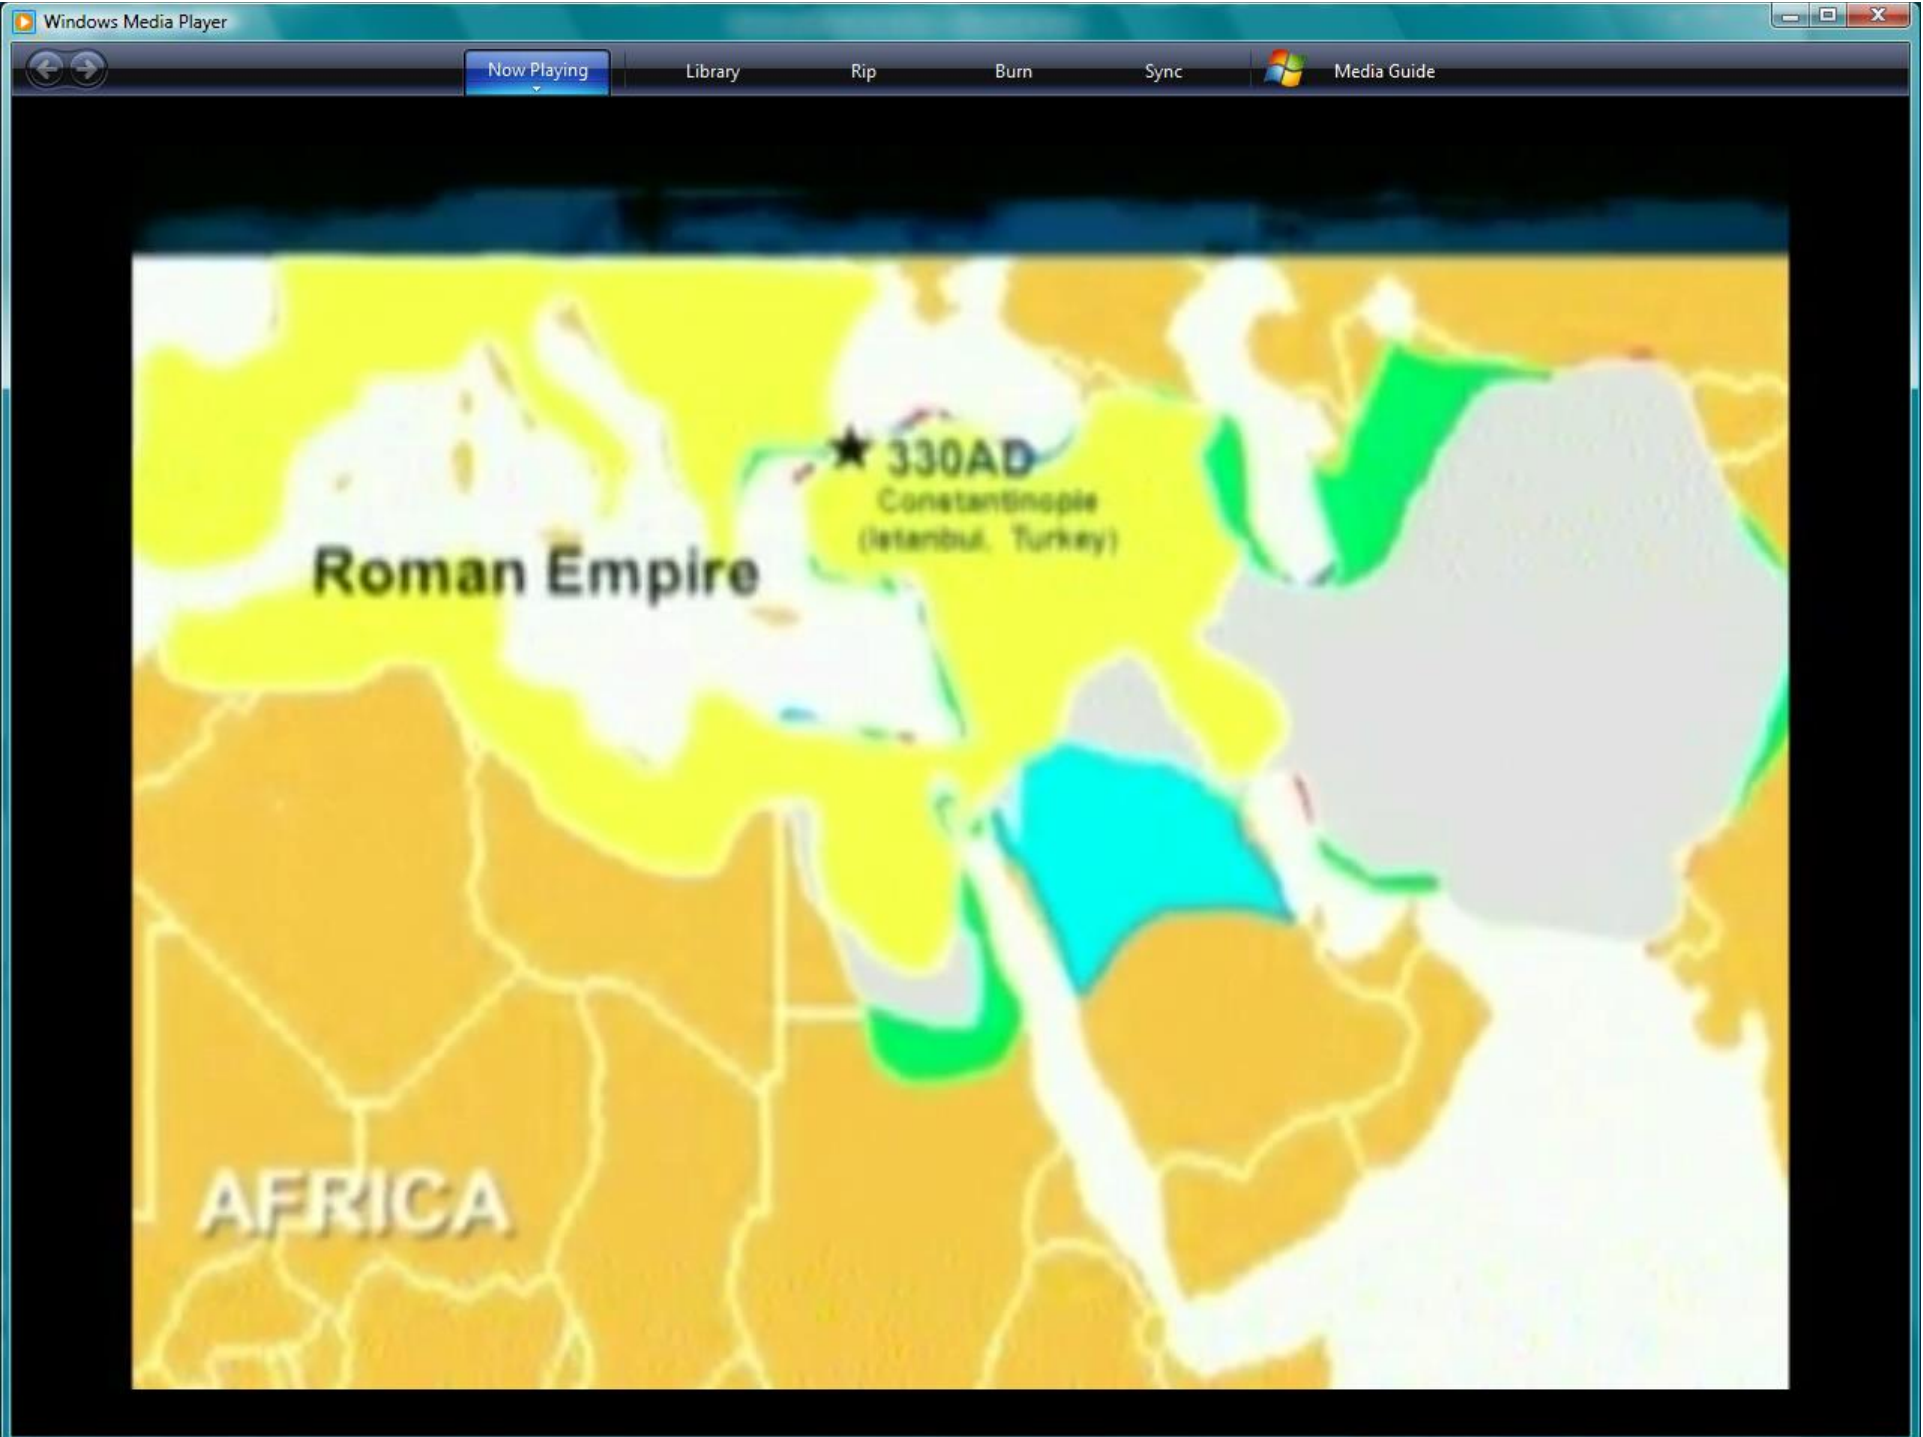 Windows Media Player
Now Playing
Library
Rip
Burn
Sync
Media Guide
330AD
Constantinople
(Istanbul, Turkey)
Roman Empire
AFRICA